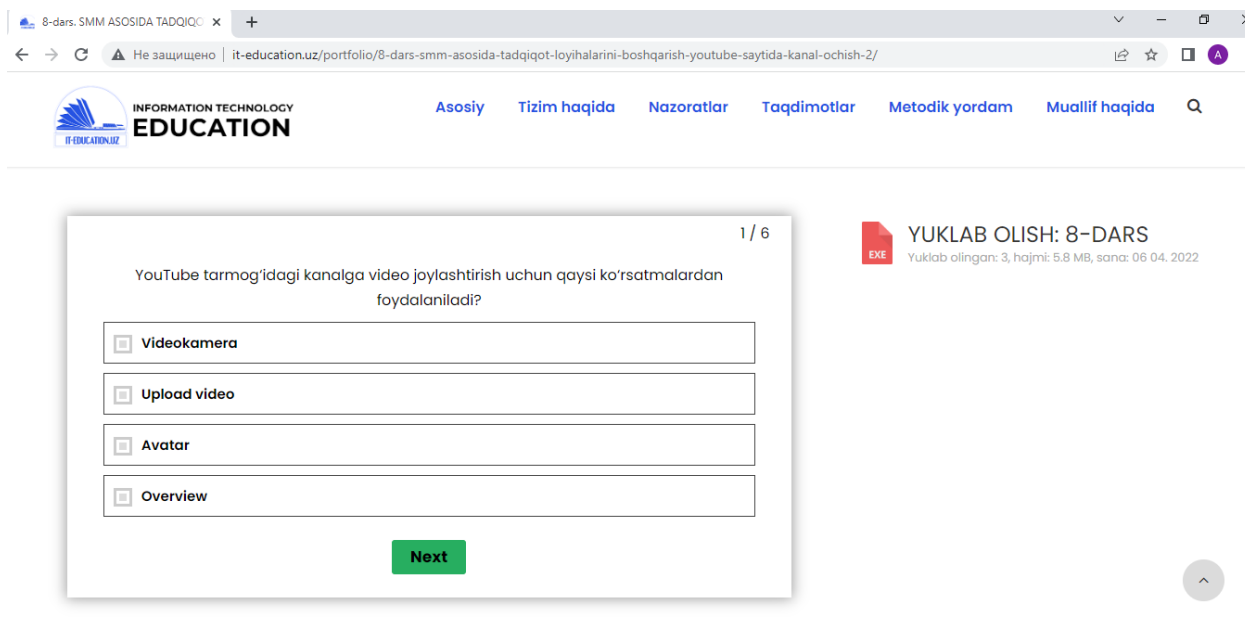 8-dars. SMM ASOSIDA TADQIQO
Не защищено | it-education.uz/portfolio/8-dars-smm-asosida-tadqiqot-loyihalarini-boshqarish-youtube-saytida-kanal-ochish-2/
A
IT-EDUCATION.UZ
INFORMATION TECHNOLOGY
EDUCATION
Asosiy Tizim haqida Nazoratlar Taqdimotlar Metodik yordam Muallif haqida
1 / 6
YouTube tarmog‘idagi kanalga video joylashtirish uchun qaysi ko‘rsatmalardan
foydalaniladi?
Videokamera
Upload video
Avatar
Overview
Next
EXE
YUKLAB OLISH: 8-DARS
Yuklab olingan: 3, hajmi: 5.8 MB, sana: 06 04. 2022